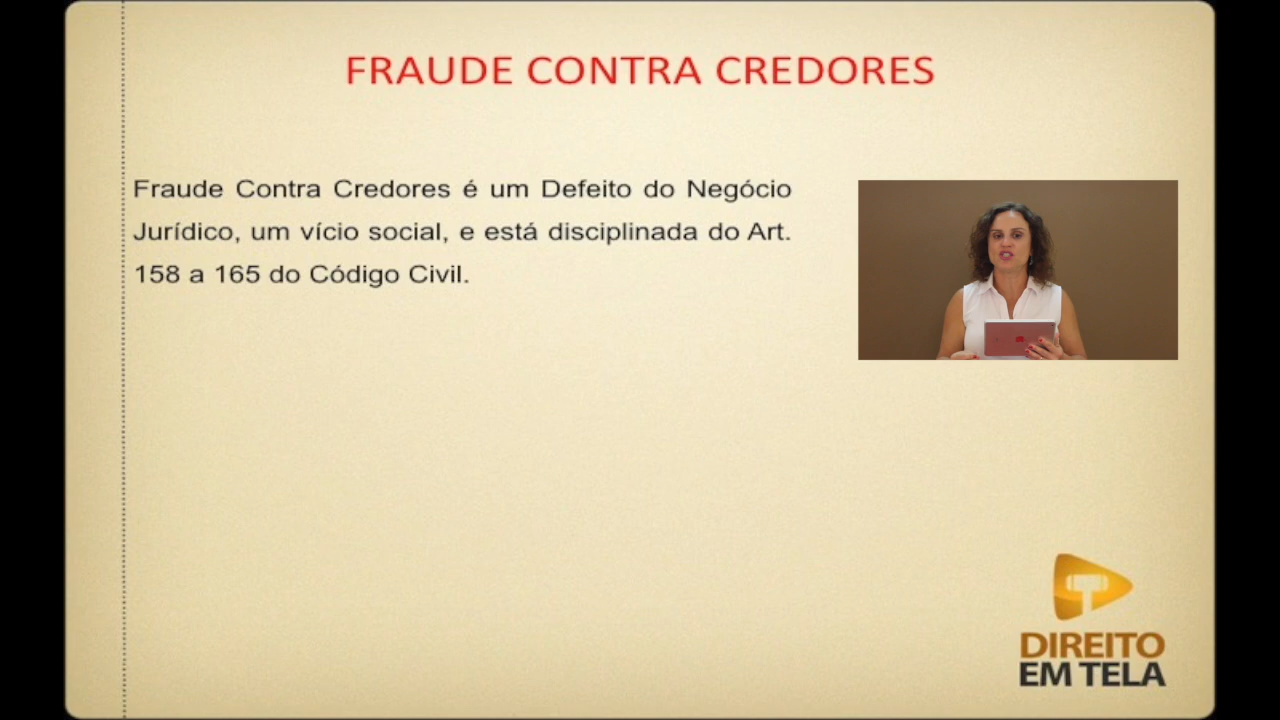 FRAUDE CONTRA CREDORES
Fraude Contra Credores é um Defeito do Negócio
Jurídico, um vício social, e está disciplinada do Art.
158 a 165 do Código Civil.
DIREITO
EM TELA